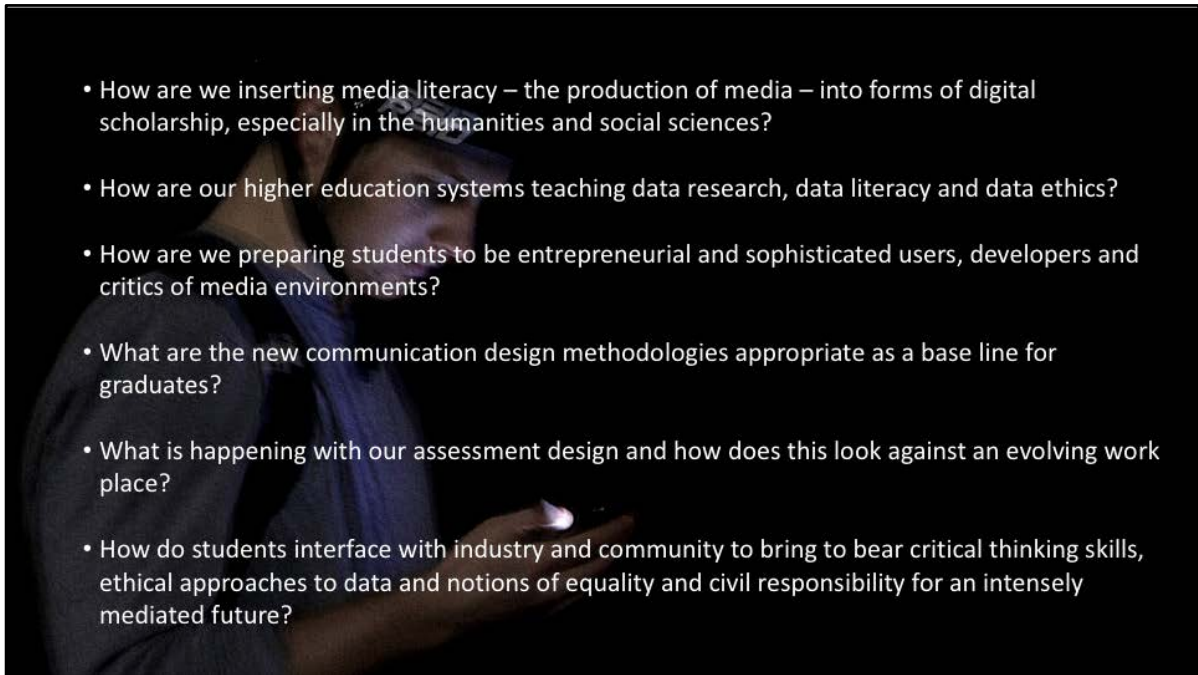 • How are we inserting media literacy – the production of media – into forms of digital
scholarship, especially in the humanities and social sciences?
• How are our higher education systems teaching data research, data literacy and data ethics?
• How are we preparing students to be entrepreneurial and sophisticated users, developers and
critics of media environments?
• What are the new communication design methodologies appropriate as a base line for
graduates?
• What is happening with our assessment design and how does this look against an evolving work
place?
• How do students interface with industry and community to bring to bear critical thinking skills,
ethical approaches to data and notions of equality and civil responsibility for an intensely
mediated future?